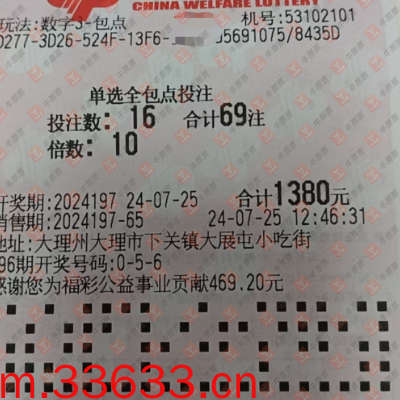 CHINA WELFARE LOTTERY
玩法:数字3-包点
机号:53102101
D277-3D26-524F-13F6-
5691075/8435D
单选全包点投注
投注数: 16 合计69注
倍数: 10
开奖期:2024197 24-07-25 合计1380元
销售期:2024197-65 24-07-25 12:46:31
地址:大理州大理市下关镇大展屯小吃街
96期开奖号码:0-5-6
感谢您为福彩公益事业贡献469.20元
m.33633.cn